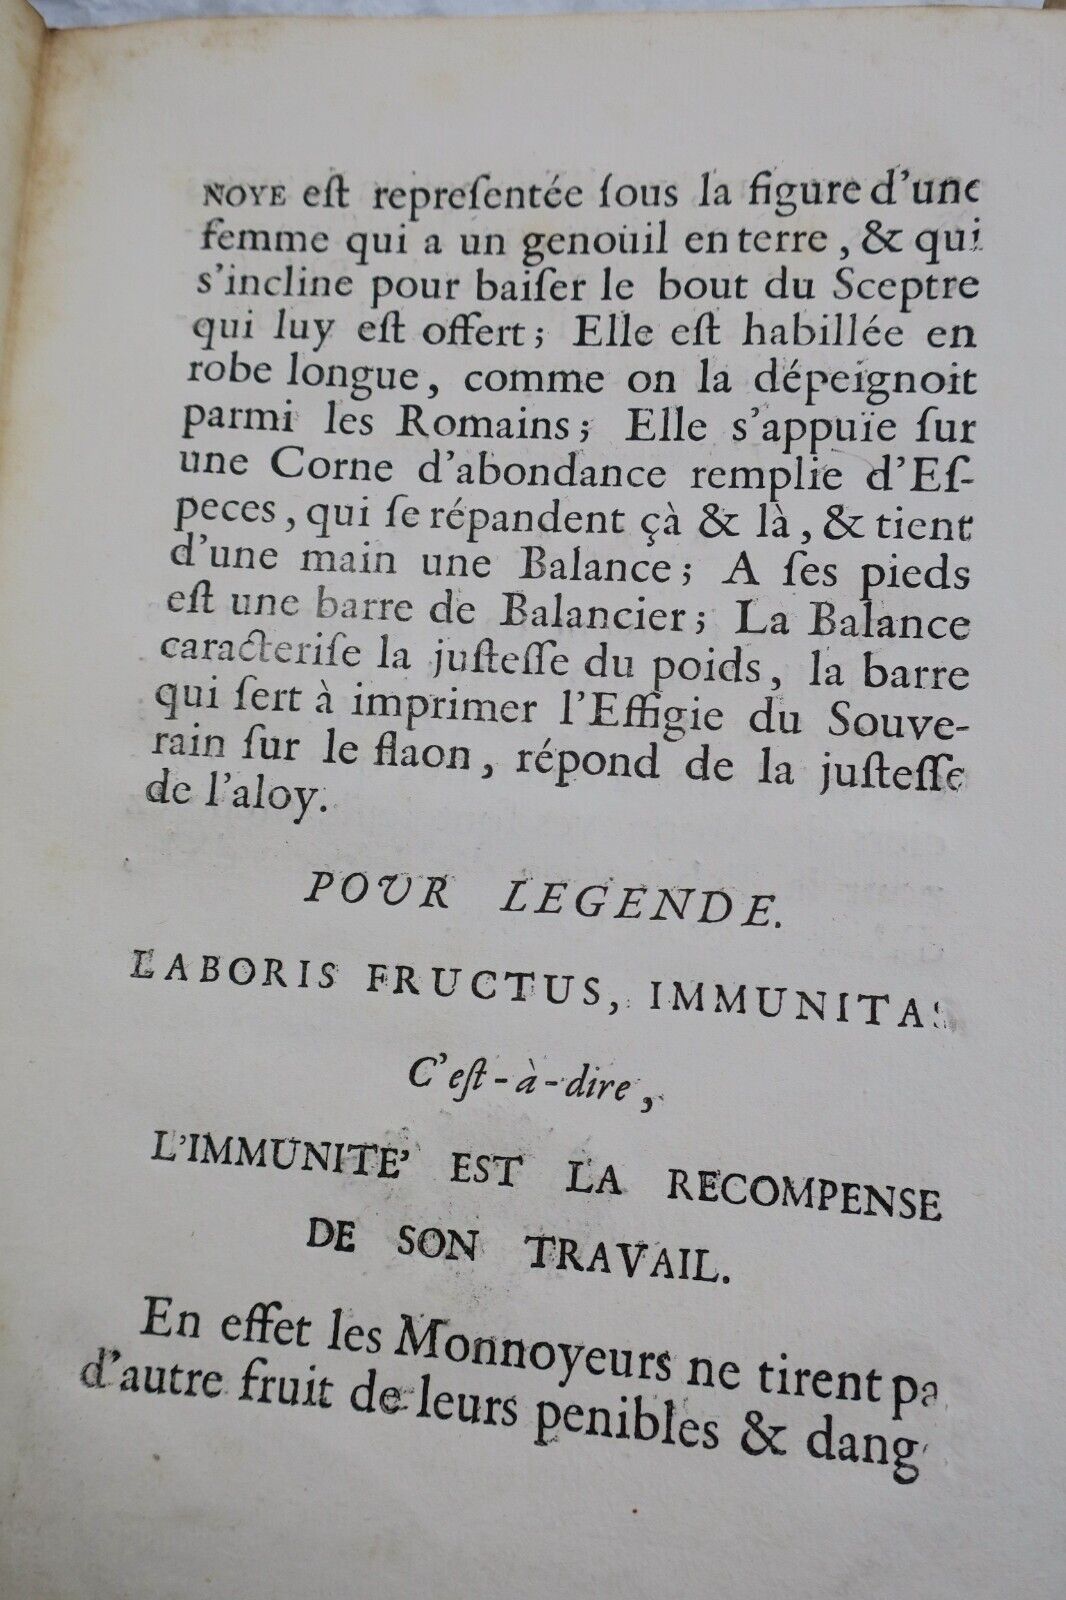 NOYE eſt repreſentée ſous la figure d'une
femme qui a un genoüil en terre, & qui
s'incline pour baiſer le bout du Sceptre
qui luy eſt offert; Elle eſt habillée en
robe longue, comme on la dépeignoit
parmi les Romains; Elle s'appuïe ſur
une Corne d'abondance remplie d'Eſ-
peces, qui ſe répandent çà & là, & tient
d'une main une Balance; A ſes pieds
eſt une barre de Balancier; La Balance
caracteriſe la juſteſſe du poids, la barre
qui ſert à imprimer l'Effigie du Souve-
rain ſur le flaon, répond de la juſteſſe
de l'aloy.
POUR LEGENDE.
LABORIS FRUCTUS, IMMUNITAS
C'eſt-à-dire,
L'IMMUNITE' EST LA RECOMPENSE
DE SON TRAVAIL.
En effet les Monnoyeurs ne tirent pa
d'autre fruit de leurs penibles & dang